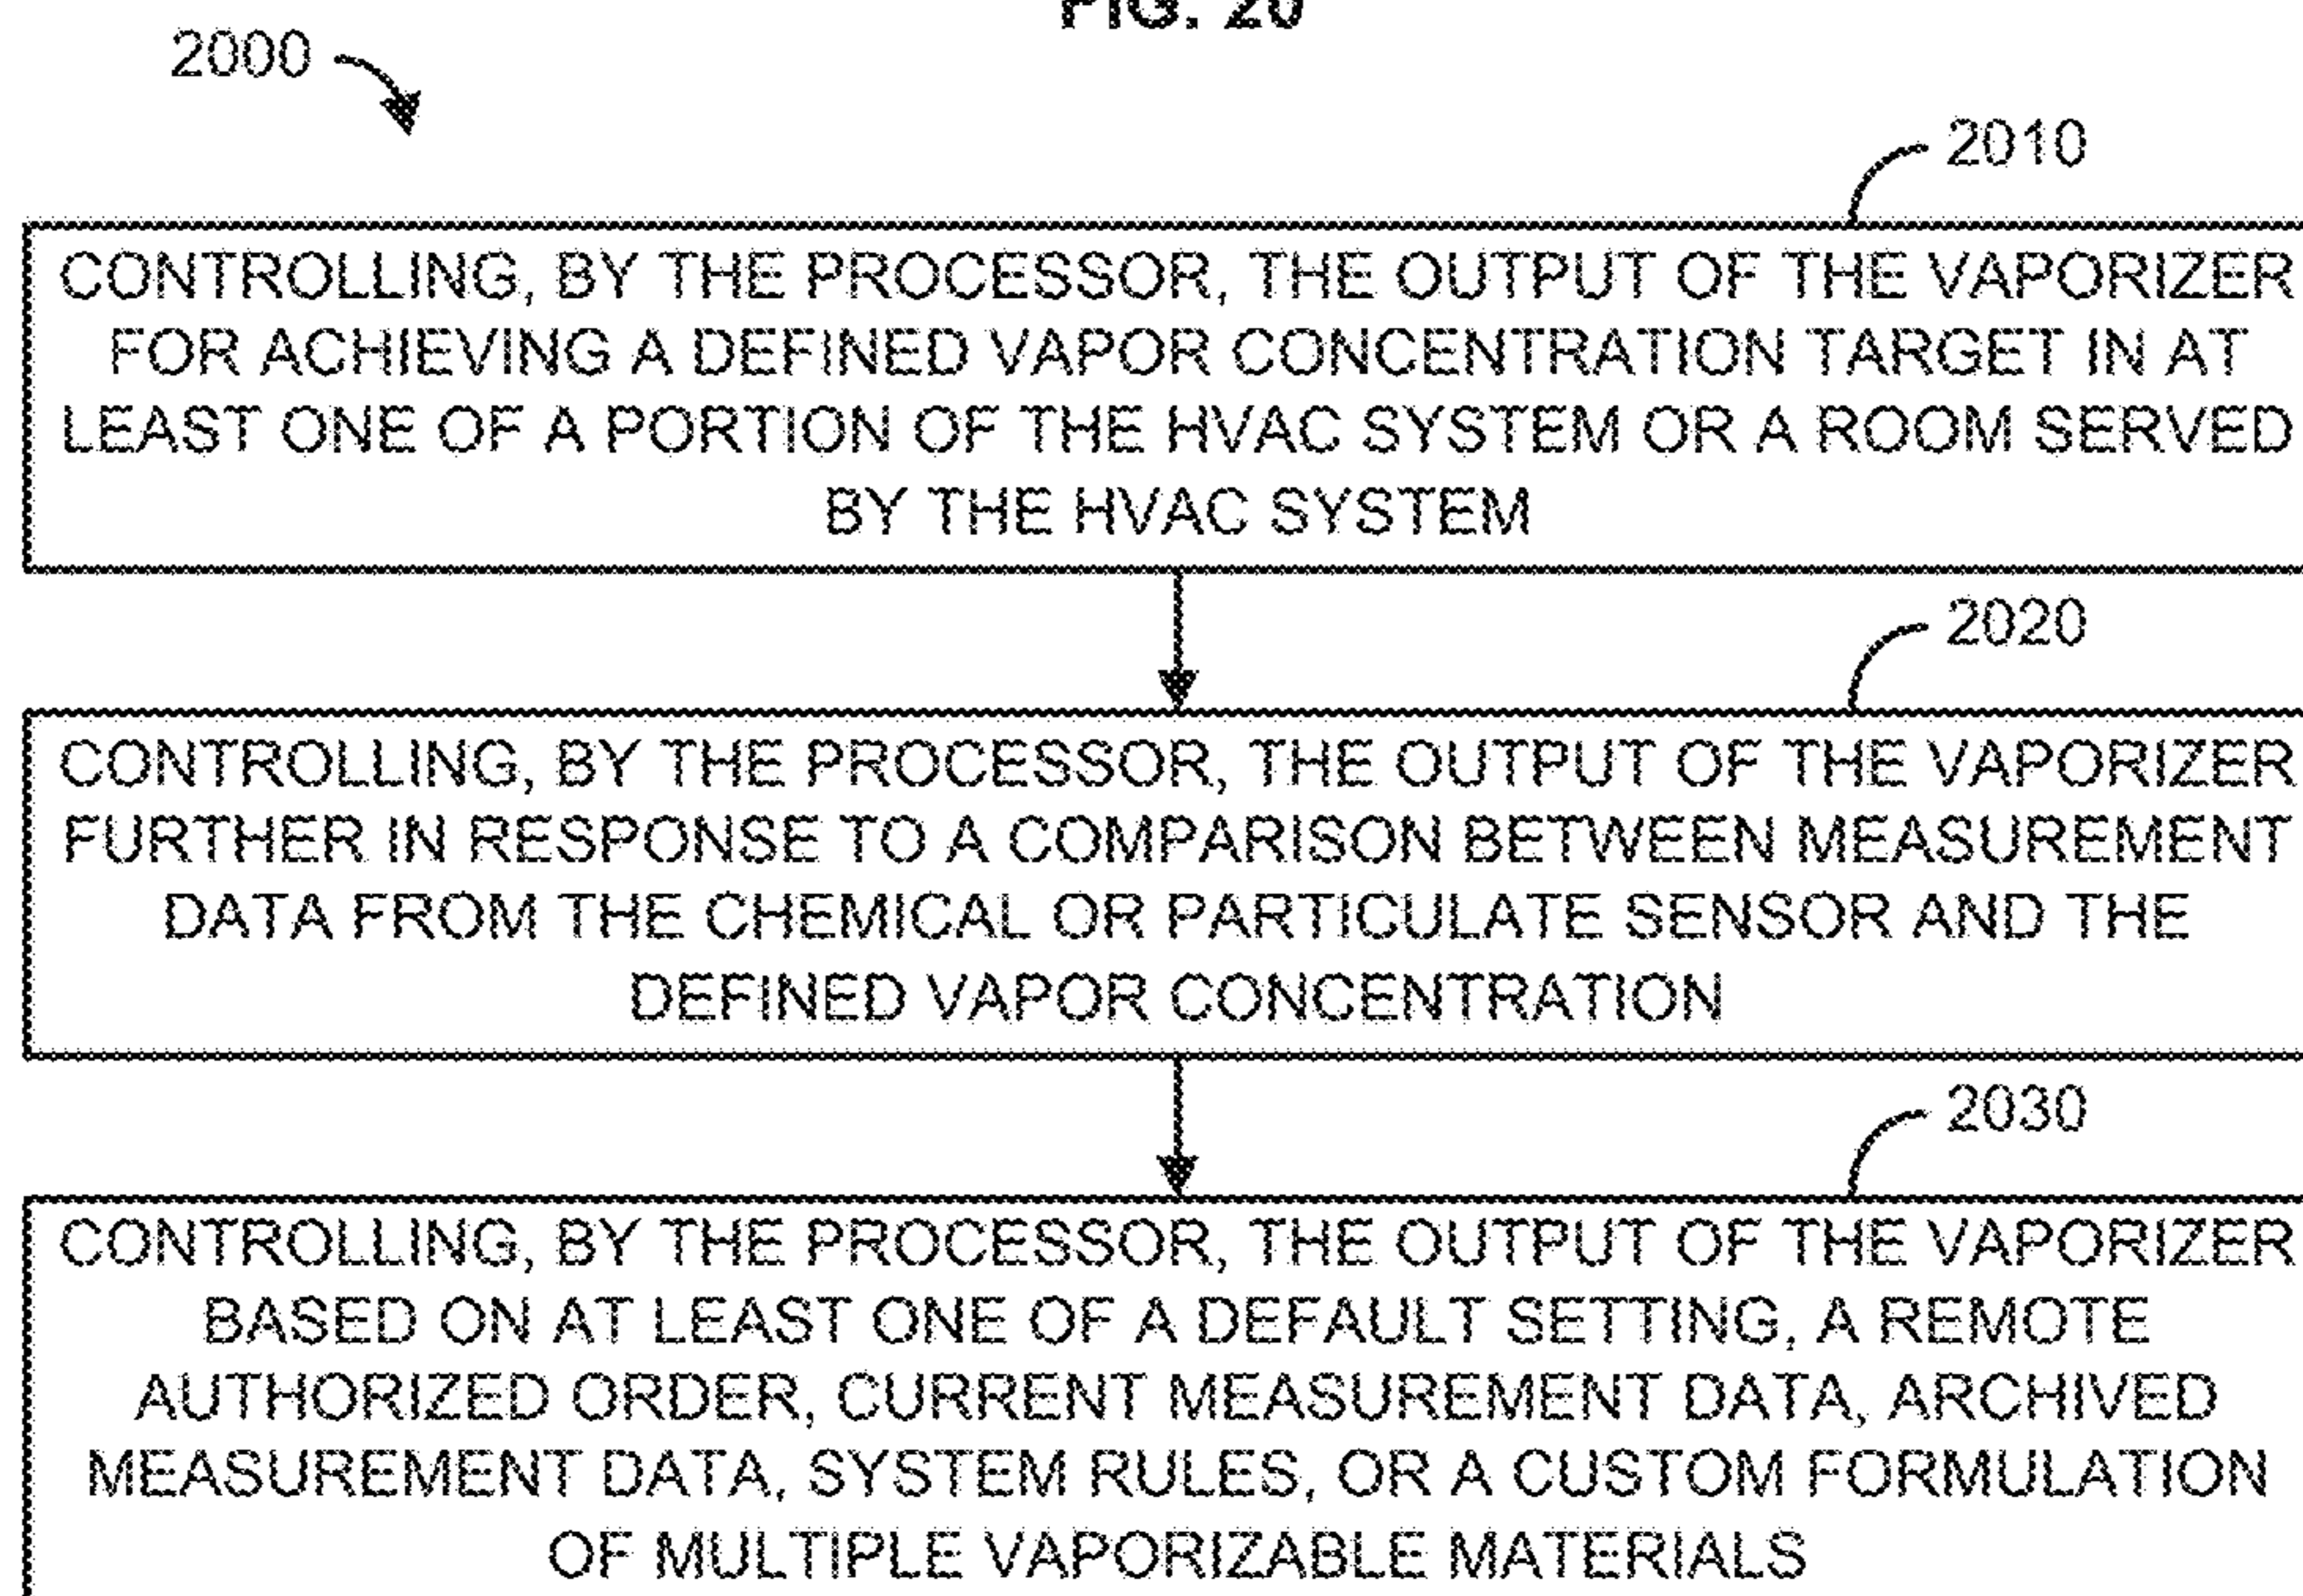 FIG. 20
2000
2010
CONTROLLING, BY THE PROCESSOR, THE OUTPUT OF THE VAPORIZER
FOR ACHIEVING A DEFINED VAPOR CONCENTRATION TARGET IN AT
LEAST ONE OF A PORTION OF THE HVAC SYSTEM OR A ROOM SERVED
BY THE HVAC SYSTEM
2020
CONTROLLING, BY THE PROCESSOR, THE OUTPUT OF THE VAPORIZER
FURTHER IN RESPONSE TO A COMPARISON BETWEEN MEASUREMENT
DATA FROM THE CHEMICAL OR PARTICULATE SENSOR AND THE
DEFINED VAPOR CONCENTRATION
2030
CONTROLLING, BY THE PROCESSOR, THE OUTPUT OF THE VAPORIZER
BASED ON AT LEAST ONE OF A DEFAULT SETTING, A REMOTE
AUTHORIZED ORDER, CURRENT MEASUREMENT DATA, ARCHIVED
MEASUREMENT DATA, SYSTEM RULES, OR A CUSTOM FORMULATION
OF MULTIPLE VAPORIZABLE MATERIALS